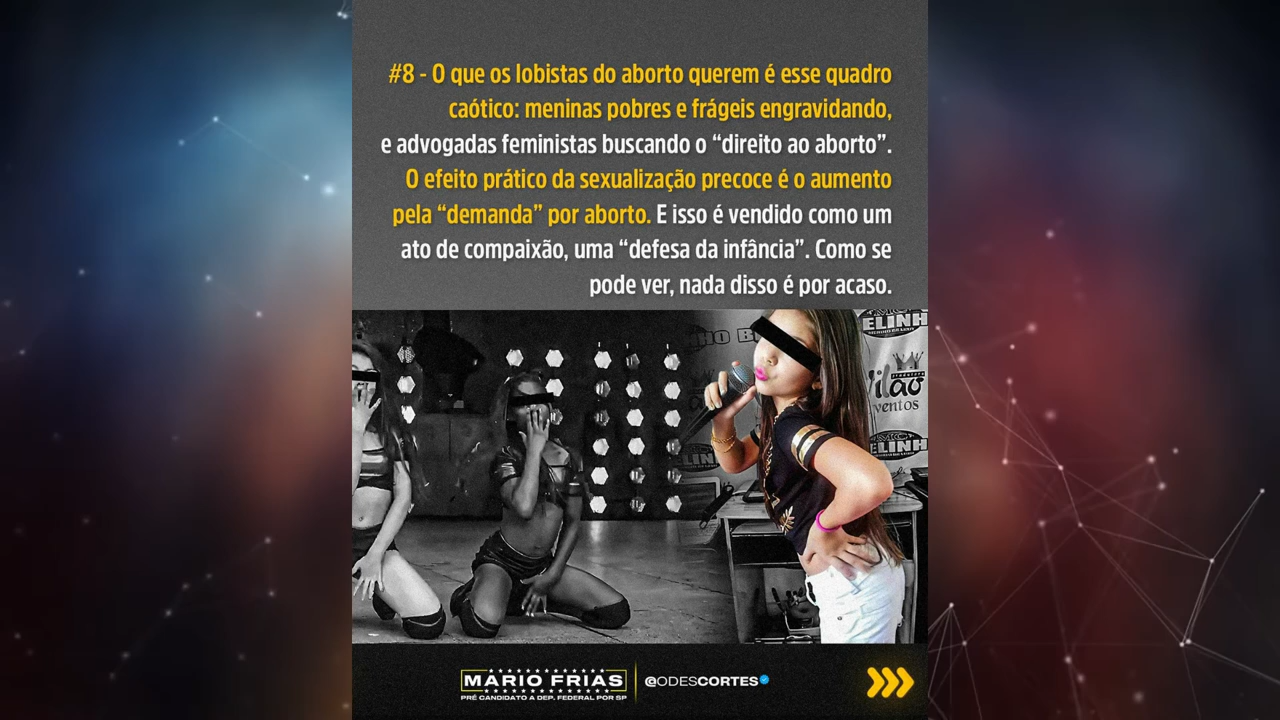 #8 - O que os lobistas do aborto querem é esse quadro
caótico: meninas pobres e frágeis engravidando,
e advogadas feministas buscando o “direito ao aborto”.
O efeito prático da sexualização precoce é o aumento
pela “demanda” por aborto. E isso é vendido como um
ato de compaixão, uma “defesa da infância”. Como se
pode ver, nada disso é por acaso.
ELINH
ventos
ELINH
MARIO FRIAS
PRÉ CANDIDATO A DEP. FEDERAL POR SP
@ODESCORTES